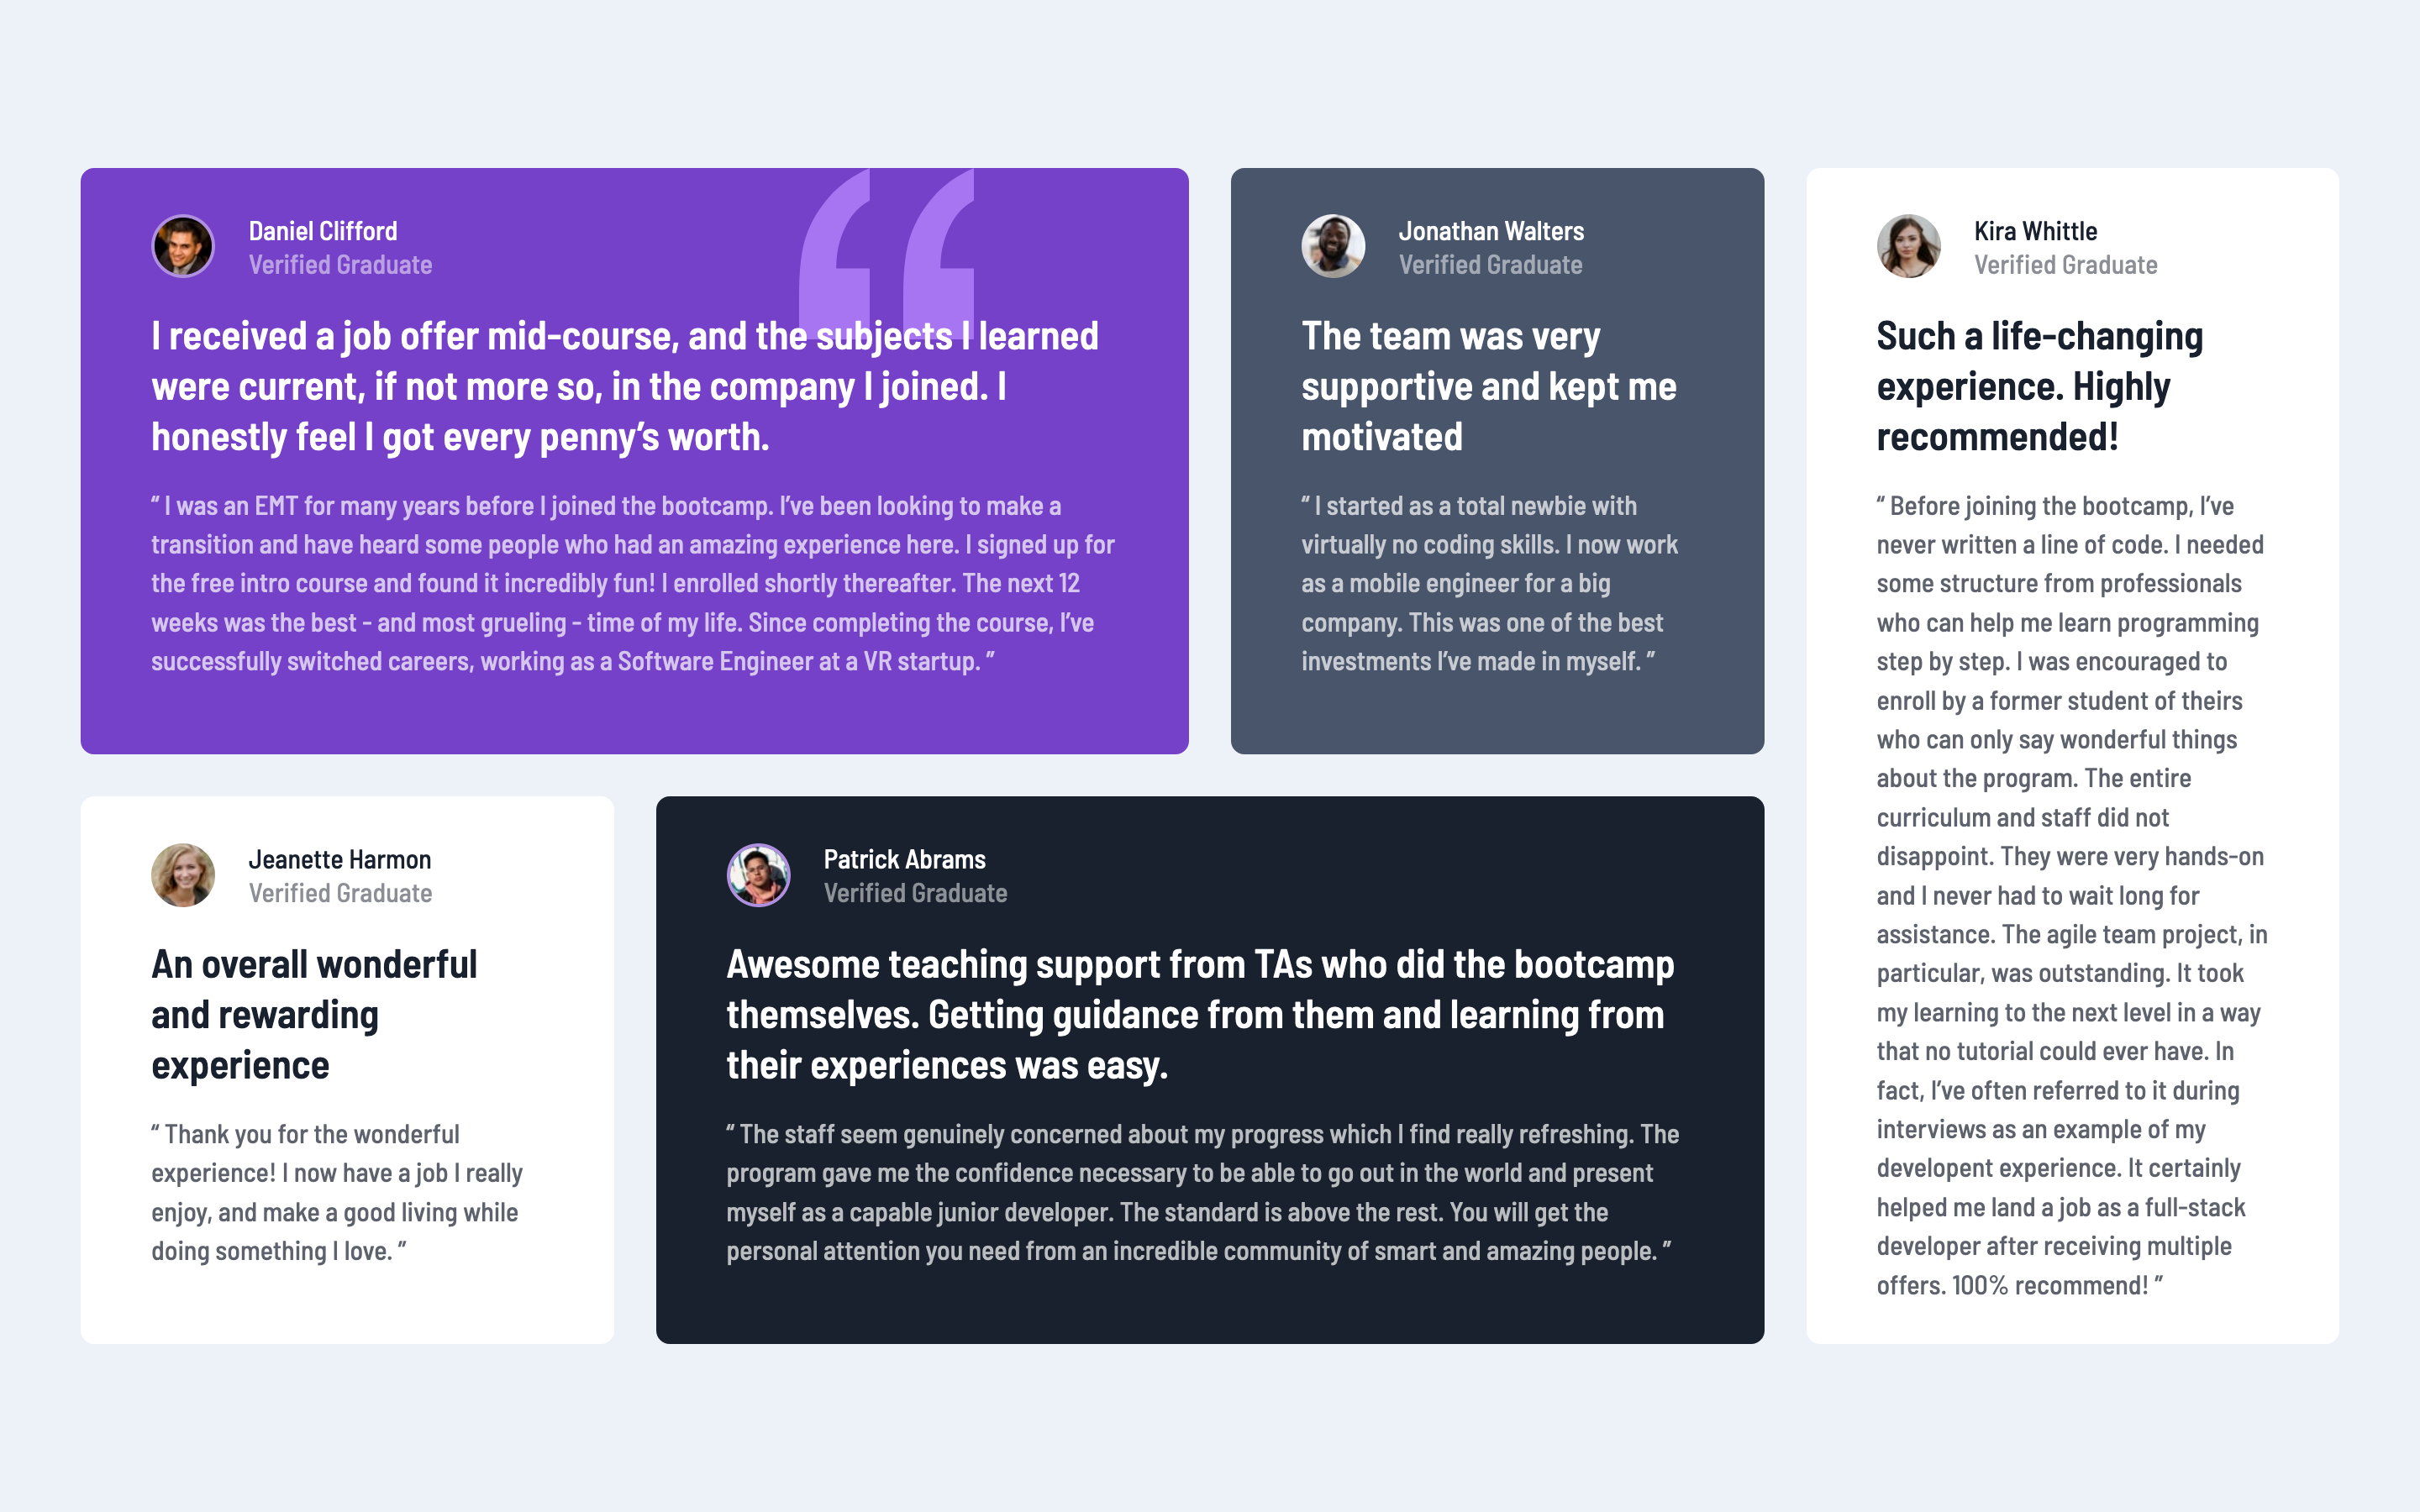 Daniel Clifford
Verified Graduate
I received a job offer mid-course, and the subjects I learned
were current, if not more so, in the company I joined. I
honestly feel I got every penny’s worth.
“ I was an EMT for many years before I joined the bootcamp. I’ve been looking to make a
transition and have heard some people who had an amazing experience here. I signed up for
the free intro course and found it incredibly fun! I enrolled shortly thereafter. The next 12
weeks was the best - and most grueling - time of my life. Since completing the course, I’ve
successfully switched careers, working as a Software Engineer at a VR startup. ”
Jonathan Walters
Verified Graduate
The team was very
supportive and kept me
motivated
“ I started as a total newbie with
virtually no coding skills. I now work
as a mobile engineer for a big
company. This was one of the best
investments I’ve made in myself. ”
Kira Whittle
Verified Graduate
Such a life-changing
experience. Highly
recommended!
“ Before joining the bootcamp, I’ve
never written a line of code. I needed
some structure from professionals
who can help me learn programming
step by step. I was encouraged to
enroll by a former student of theirs
who can only say wonderful things
about the program. The entire
curriculum and staff did not
disappoint. They were very hands-on
and I never had to wait long for
assistance. The agile team project, in
particular, was outstanding. It took
my learning to the next level in a way
that no tutorial could ever have. In
fact, I’ve often referred to it during
interviews as an example of my
developent experience. It certainly
helped me land a job as a full-stack
developer after receiving multiple
offers. 100% recommend! ”
Jeanette Harmon
Verified Graduate
An overall wonderful
and rewarding
experience
“ Thank you for the wonderful
experience! I now have a job I really
enjoy, and make a good living while
doing something I love. ”
Patrick Abrams
Verified Graduate
Awesome teaching support from TAs who did the bootcamp
themselves. Getting guidance from them and learning from
their experiences was easy.
“ The staff seem genuinely concerned about my progress which I find really refreshing. The
program gave me the confidence necessary to be able to go out in the world and present
myself as a capable junior developer. The standard is above the rest. You will get the
personal attention you need from an incredible community of smart and amazing people. ”